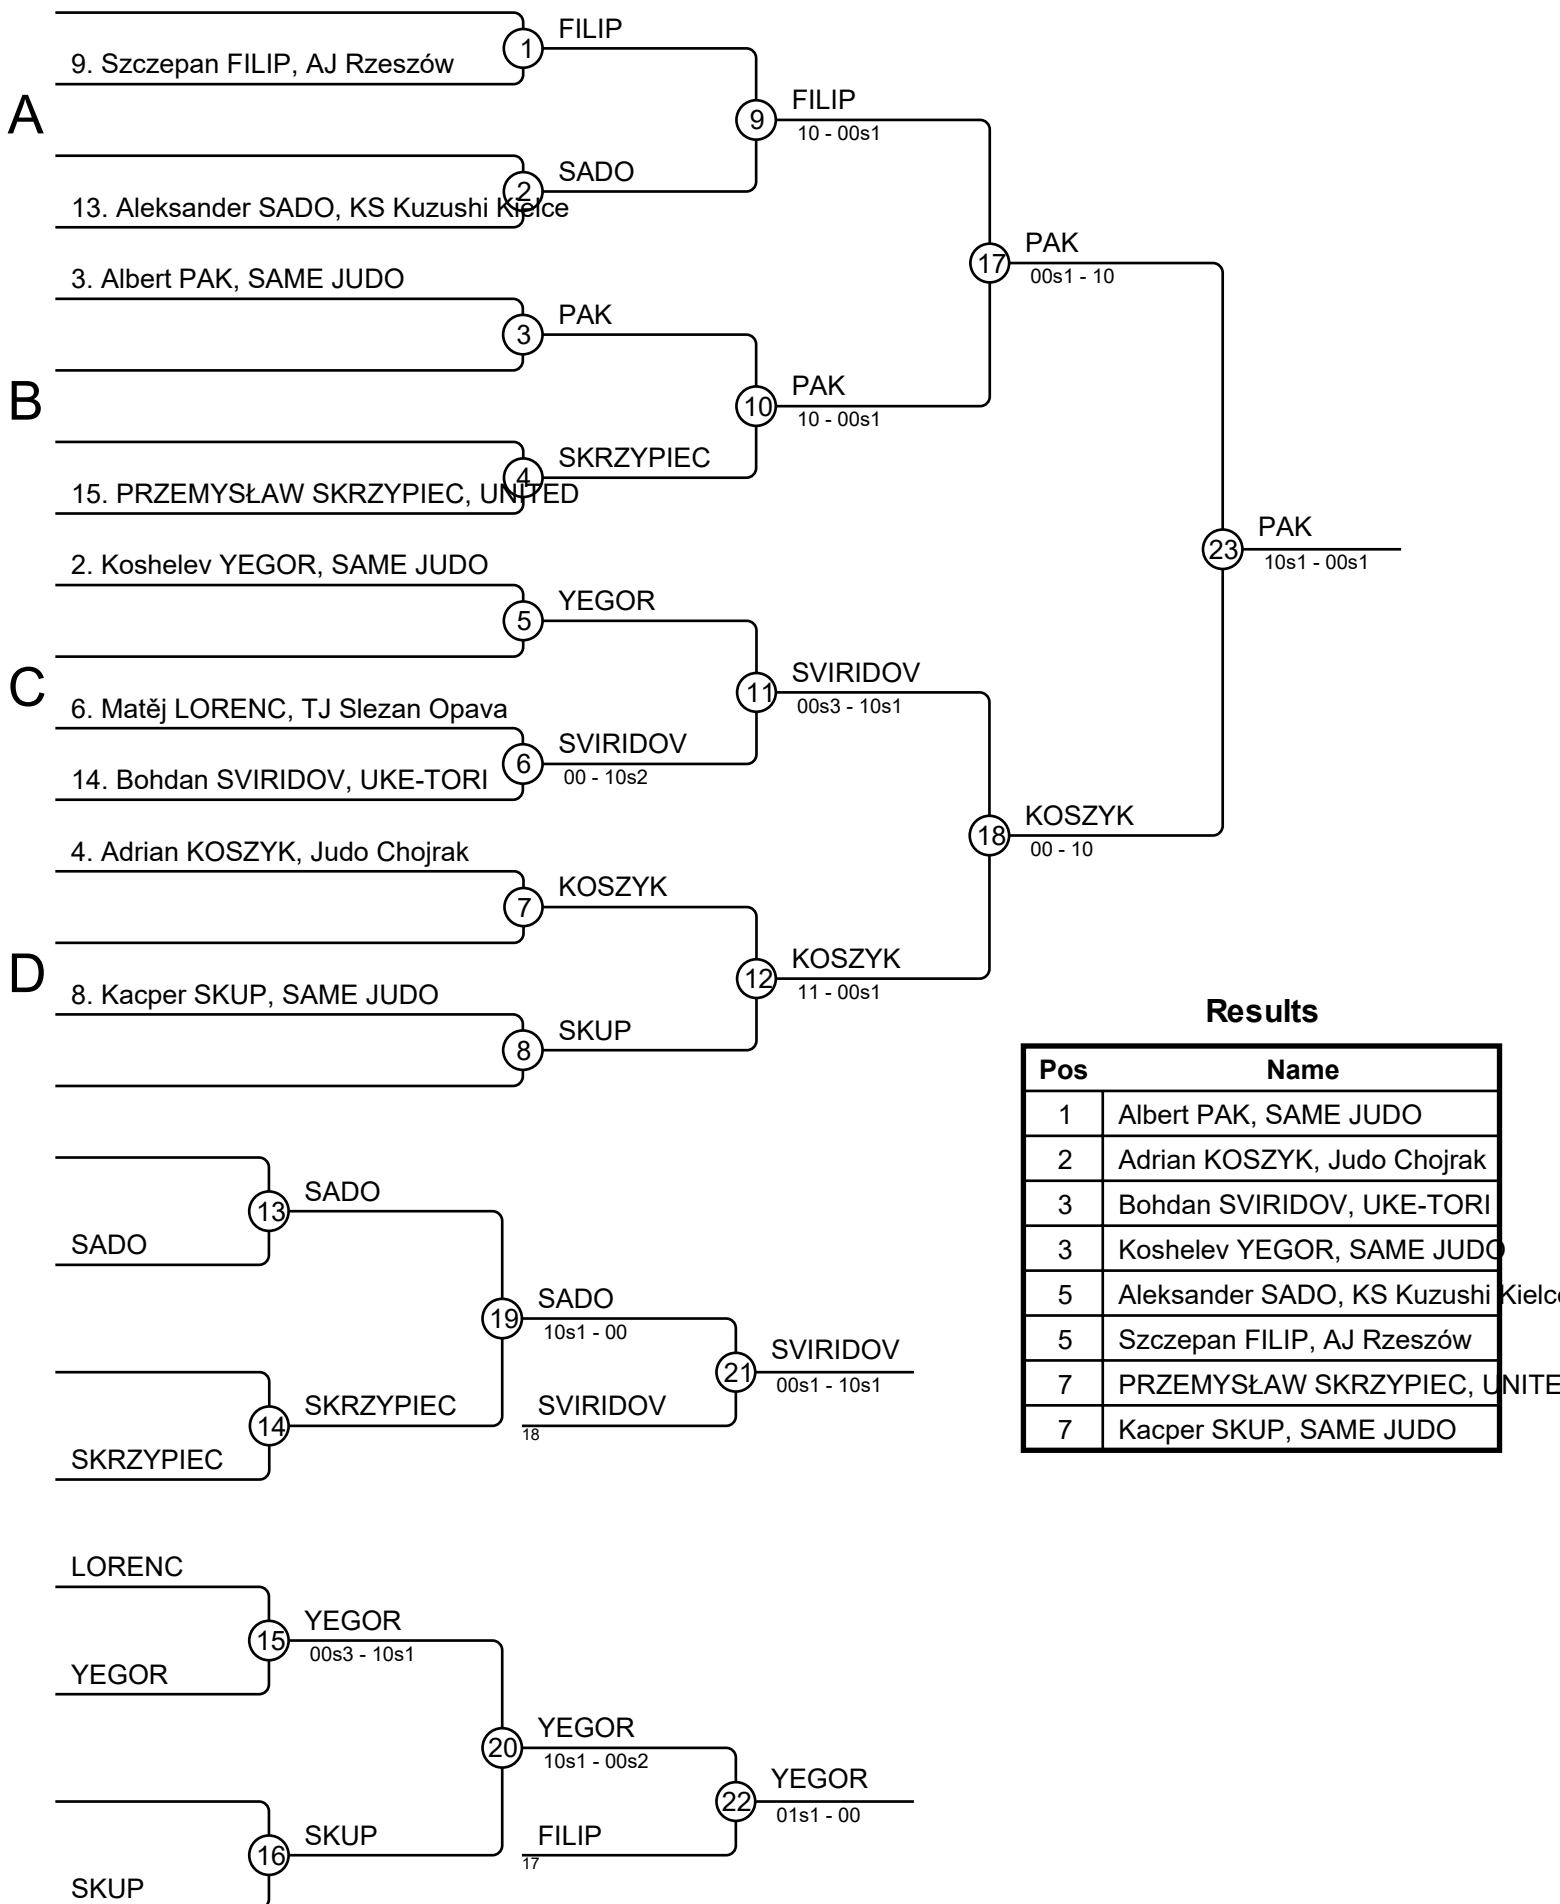 FILIP
1
9. Szczepan FILIP, AJ Rzeszów
A
FILIP
9
10 - 00s1
SADO
2
13. Aleksander SADO, KS Kuzushi Kielce
PAK
17
00s1 - 10
3. Albert PAK, SAME JUDO
PAK
3
B
PAK
10
10 - 00s1
SKRZYPIEC
4
15. PRZEMYSŁAW SKRZYPIEC, UNITED
PAK
23
10s1 - 00s1
2. Koshelev YEGOR, SAME JUDO
YEGOR
5
C
SVIRIDOV
11
00s3 - 10s1
6. Matěj LORENC, TJ Slezan Opava
SVIRIDOV
6
00 - 10s2
14. Bohdan SVIRIDOV, UKE-TORI
KOSZYK
18
00 - 10
4. Adrian KOSZYK, Judo Chojrak
KOSZYK
7
D
KOSZYK
12
11 - 00s1
8. Kacper SKUP, SAME JUDO
SKUP
8
Results
Pos Name
1 Albert PAK, SAME JUDO
2 Adrian KOSZYK, Judo Chojrak
3 Bohdan SVIRIDOV, UKE-TORI
3 Koshelev YEGOR, SAME JUDO
5 Aleksander SADO, KS Kuzushi Kielce
5 Szczepan FILIP, AJ Rzeszów
7 PRZEMYSŁAW SKRZYPIEC, UNITE
7 Kacper SKUP, SAME JUDO
SADO
13
SADO
SADO
19
10s1 - 00
SVIRIDOV
21
00s1 - 10s1
SKRZYPIEC
14
SVIRIDOV
18
SKRZYPIEC
LORENC
YEGOR
15
00s3 - 10s1
YEGOR
YEGOR
20
10s1 - 00s2
YEGOR
22
01s1 - 00
SKUP
16
FILIP
17
SKUP